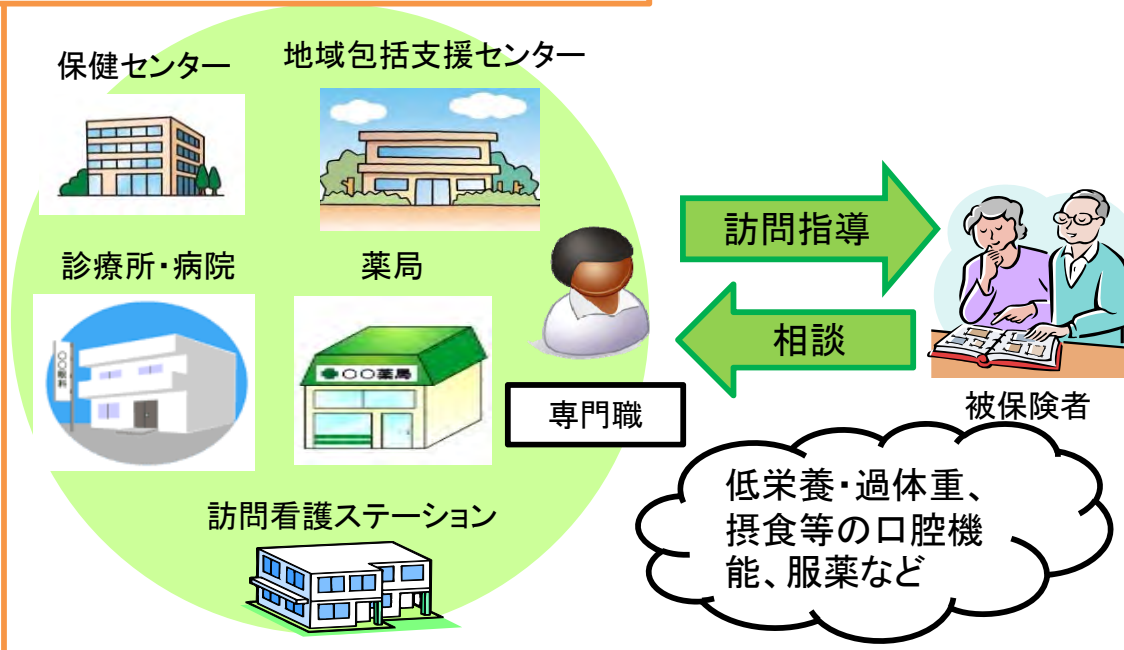 保健センター
地域包括支援センター
診療所・病院
薬局
○○薬局
専門職
訪問看護ステーション
訪問指導
相談
被保険者
低栄養・過体重、
摂食等の口腔機
能、服薬など